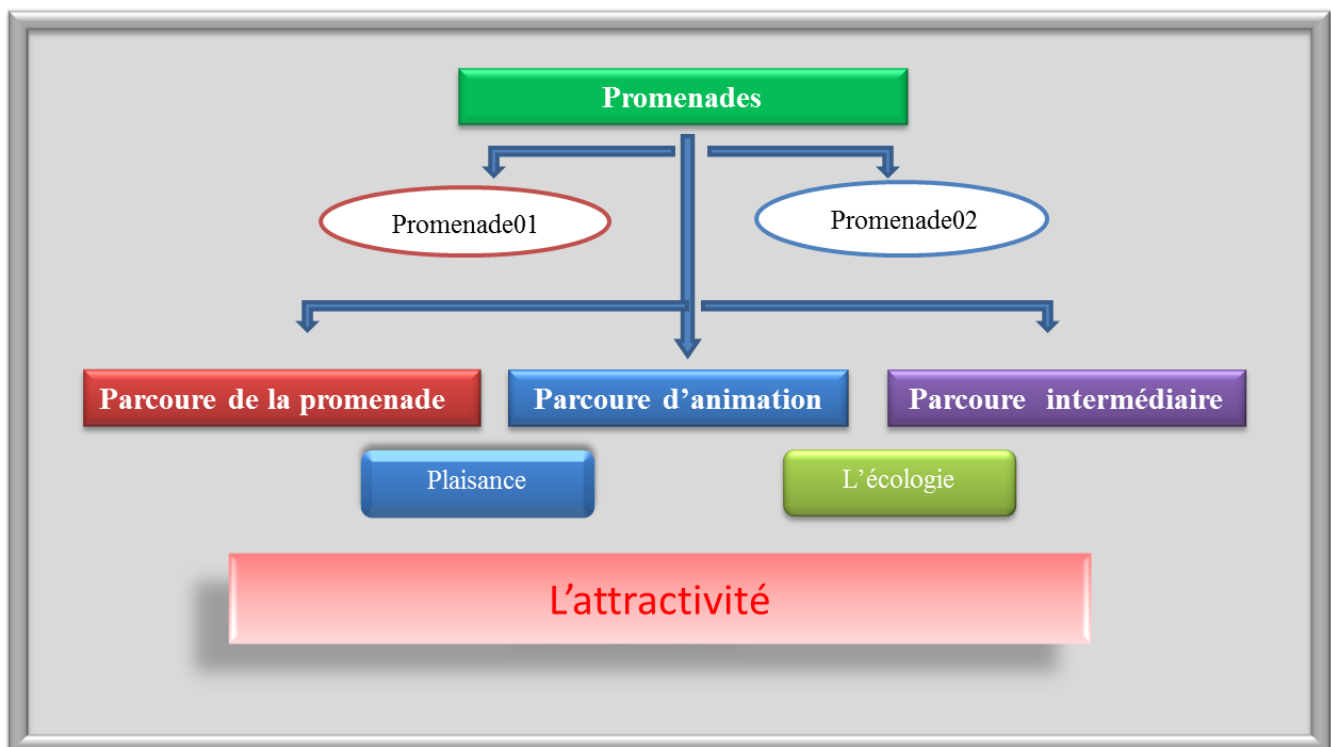 Promenades
Promenade01
Promenade02
Parcoure de la promenade
Parcoure d’animation
Parcoure intermédiaire
Plaisance
L’écologie
L’attractivité